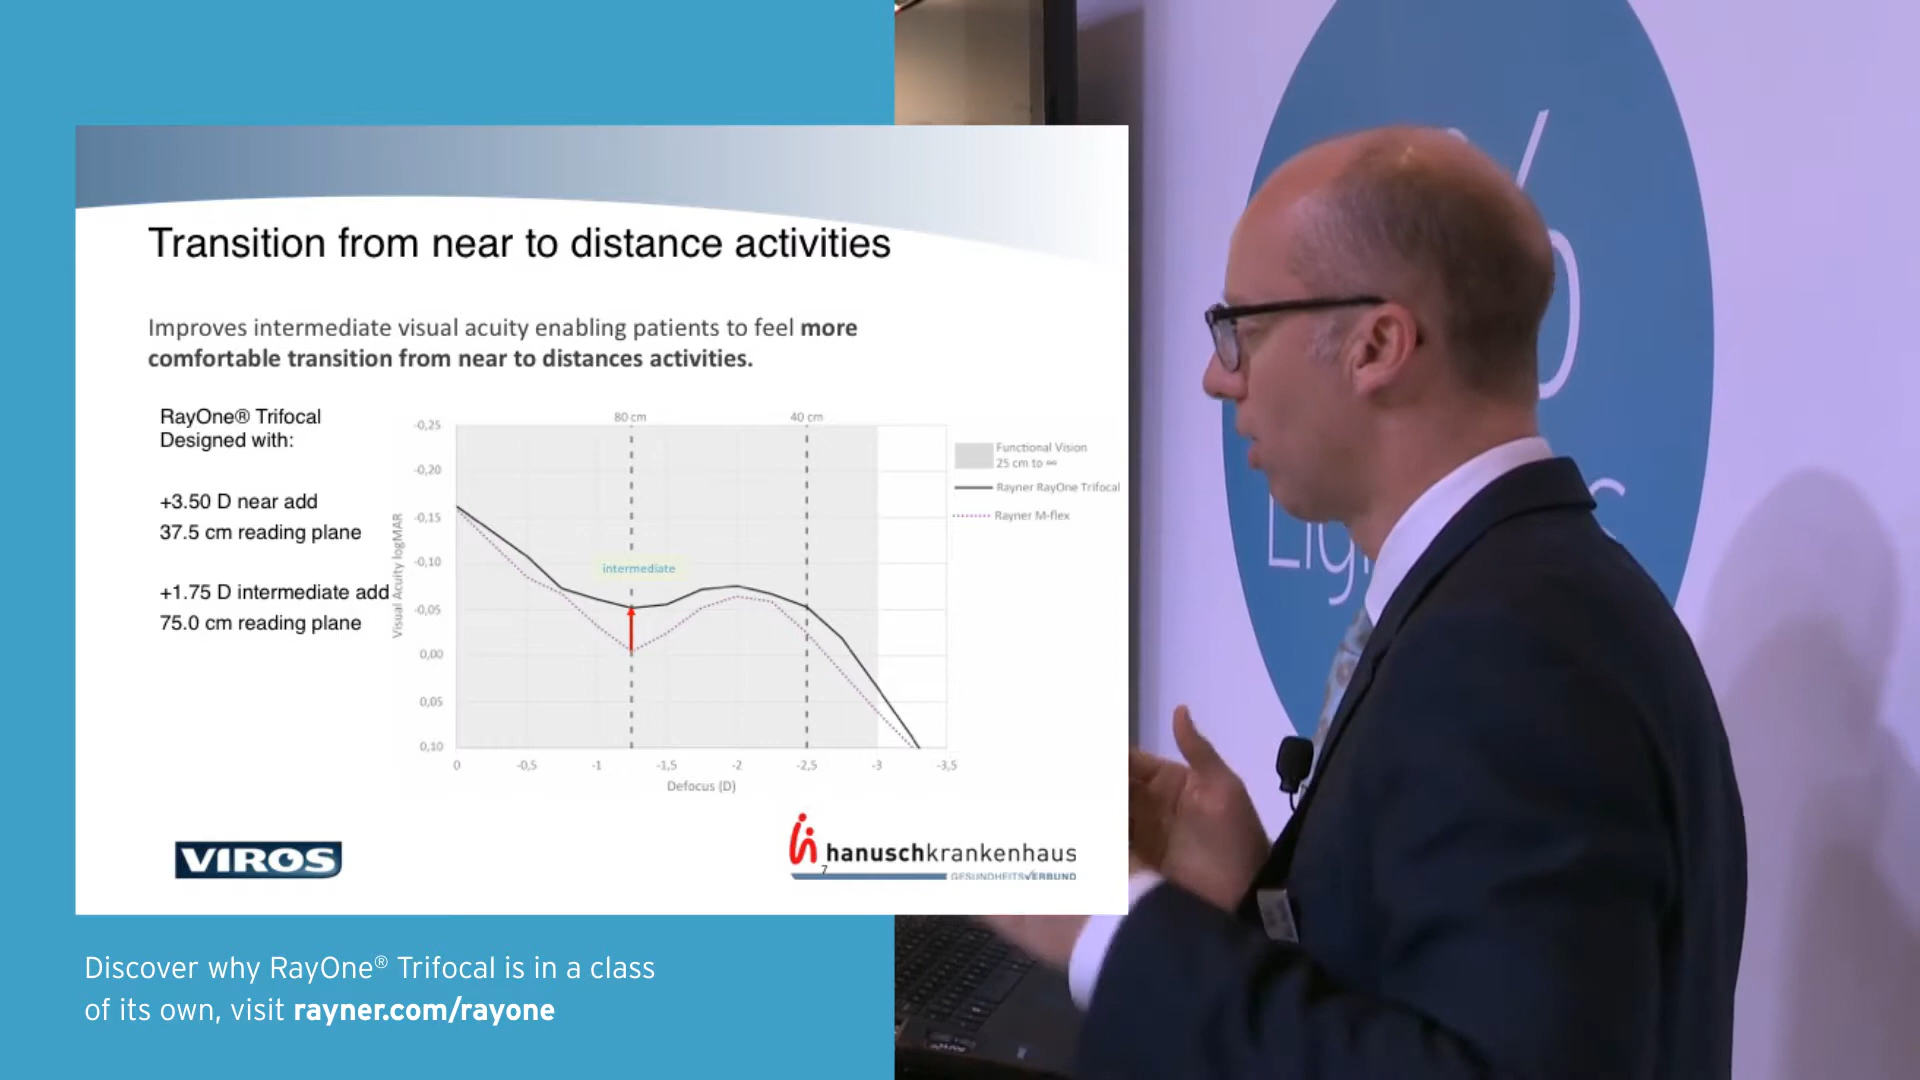 Transition from near to distance activities
Improves intermediate visual acuity enabling patients to feel more
comfortable transition from near to distances activities.
RayOne® Trifocal
Designed with:
+3.50 D near add
37.5 cm reading plane
+1.75 D intermediate add
75.0 cm reading plane
80 cm
40 cm
-0,25
-0,20
-0,15
-0,10
-0,05
0,00
0,05
0,10
Visual Acuity logMAR
intermediate
0
-0,5
-1
-1,5
-2
-2,5
-3
-3,5
Defocus (D)
Functional Vision
25 cm to ∞
Rayner RayOne Trifocal
Rayner M-flex
VIROS
hanuschkrankenhaus
7
GESUNDHEITSVERBUND
Discover why RayOne® Trifocal is in a class
of its own, visit rayner.com/rayone